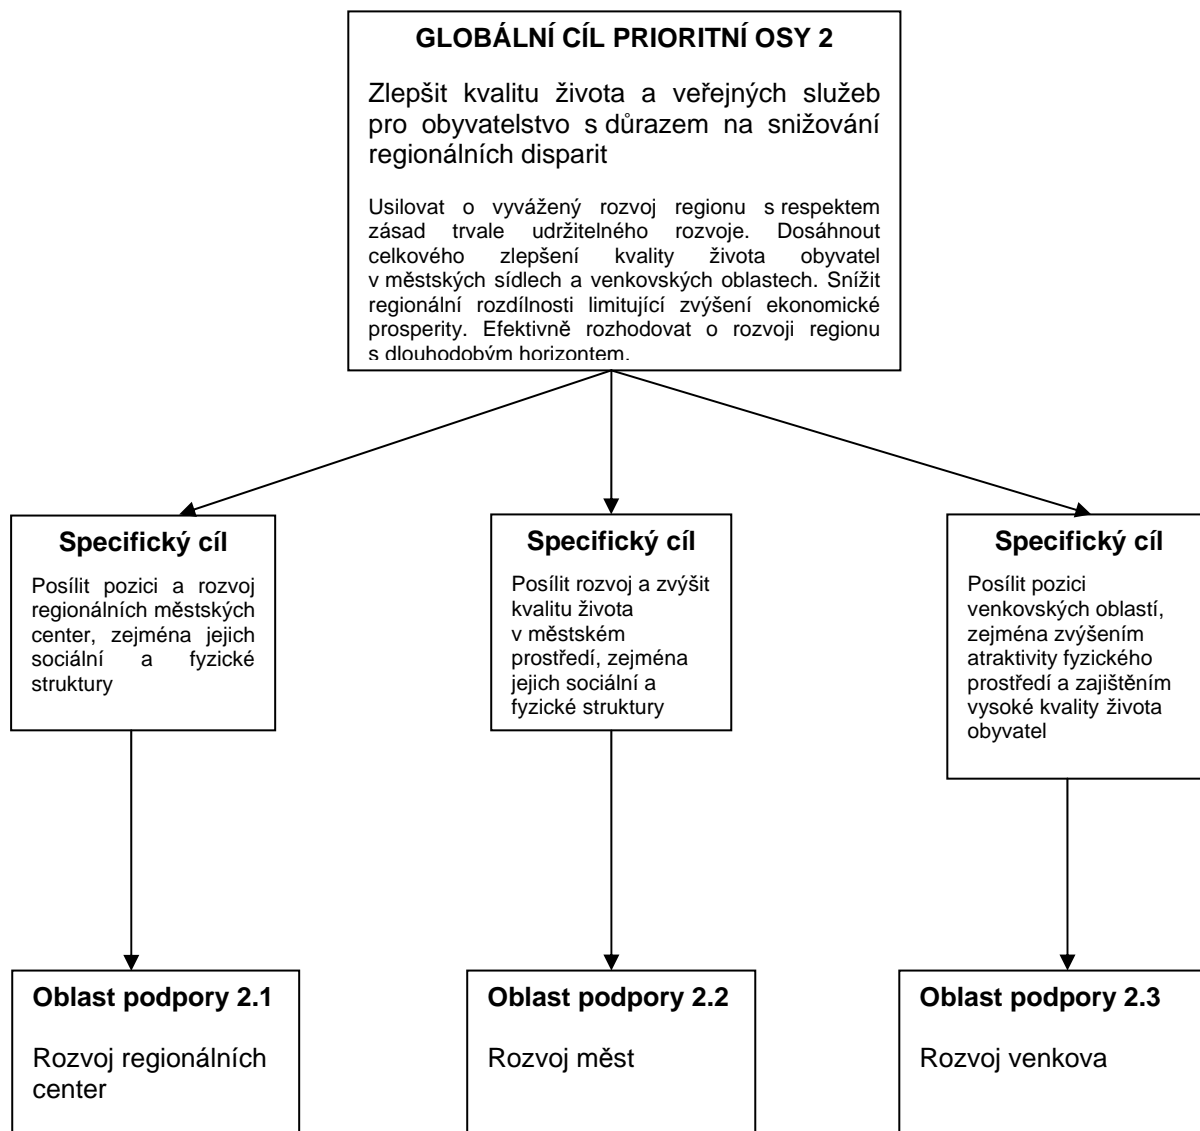 GLOBÁLNÍ CÍL PRIORITNÍ OSY 2
Zlepšit kvalitu života a veřejných služeb
pro obyvatelstvo s důrazem na snižování
regionálních disparit
Usilovat o vyvážený rozvoj regionu s respektem
zásad trvale udržitelného rozvoje. Dosáhnout
celkového zlepšení kvality života obyvatel
v městských sídlech a venkovských oblastech. Snížit
regionální rozdílnosti limitující zvýšení ekonomické
prosperity. Efektivně rozhodovat o rozvoji regionu
s dlouhodobým horizontem.
Specifický cíl
Posílit pozici a rozvoj
regionálních městských
center, zejména jejich
sociální a fyzické
struktury
Specifický cíl
Posílit rozvoj a zvýšit
kvalitu života
v městském
prostředí, zejména
jejich sociální a
fyzické struktury
Specifický cíl
Posílit pozici
venkovských oblastí,
zejména zvýšením
atraktivity fyzického
prostředí a zajištěním
vysoké kvality života
obyvatel
Oblast podpory 2.1
Rozvoj regionálních
center
Oblast podpory 2.2
Rozvoj měst
Oblast podpory 2.3
Rozvoj venkova